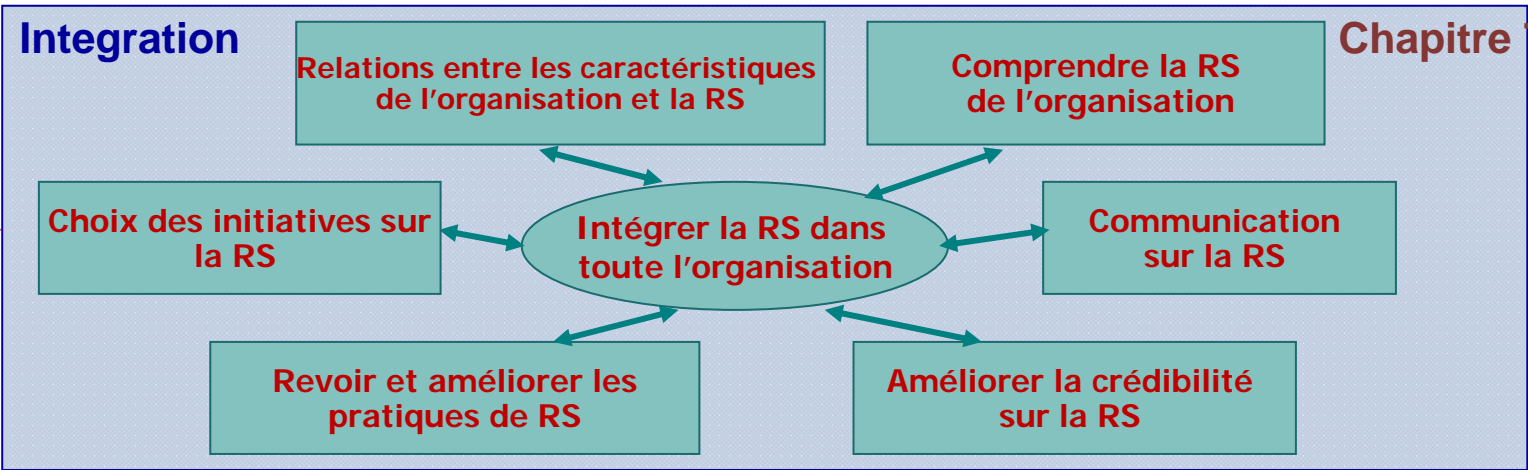 Integration
Chapitre
Relations entre les caractéristiques
de l'organisation et la RS
Comprendre la RS
de l'organisation
Choix des initiatives sur
la RS
Intégrer la RS dans
toute l'organisation
Communication
sur la RS
Revoir et améliorer les
pratiques de RS
Améliorer la crédibilité
sur la RS